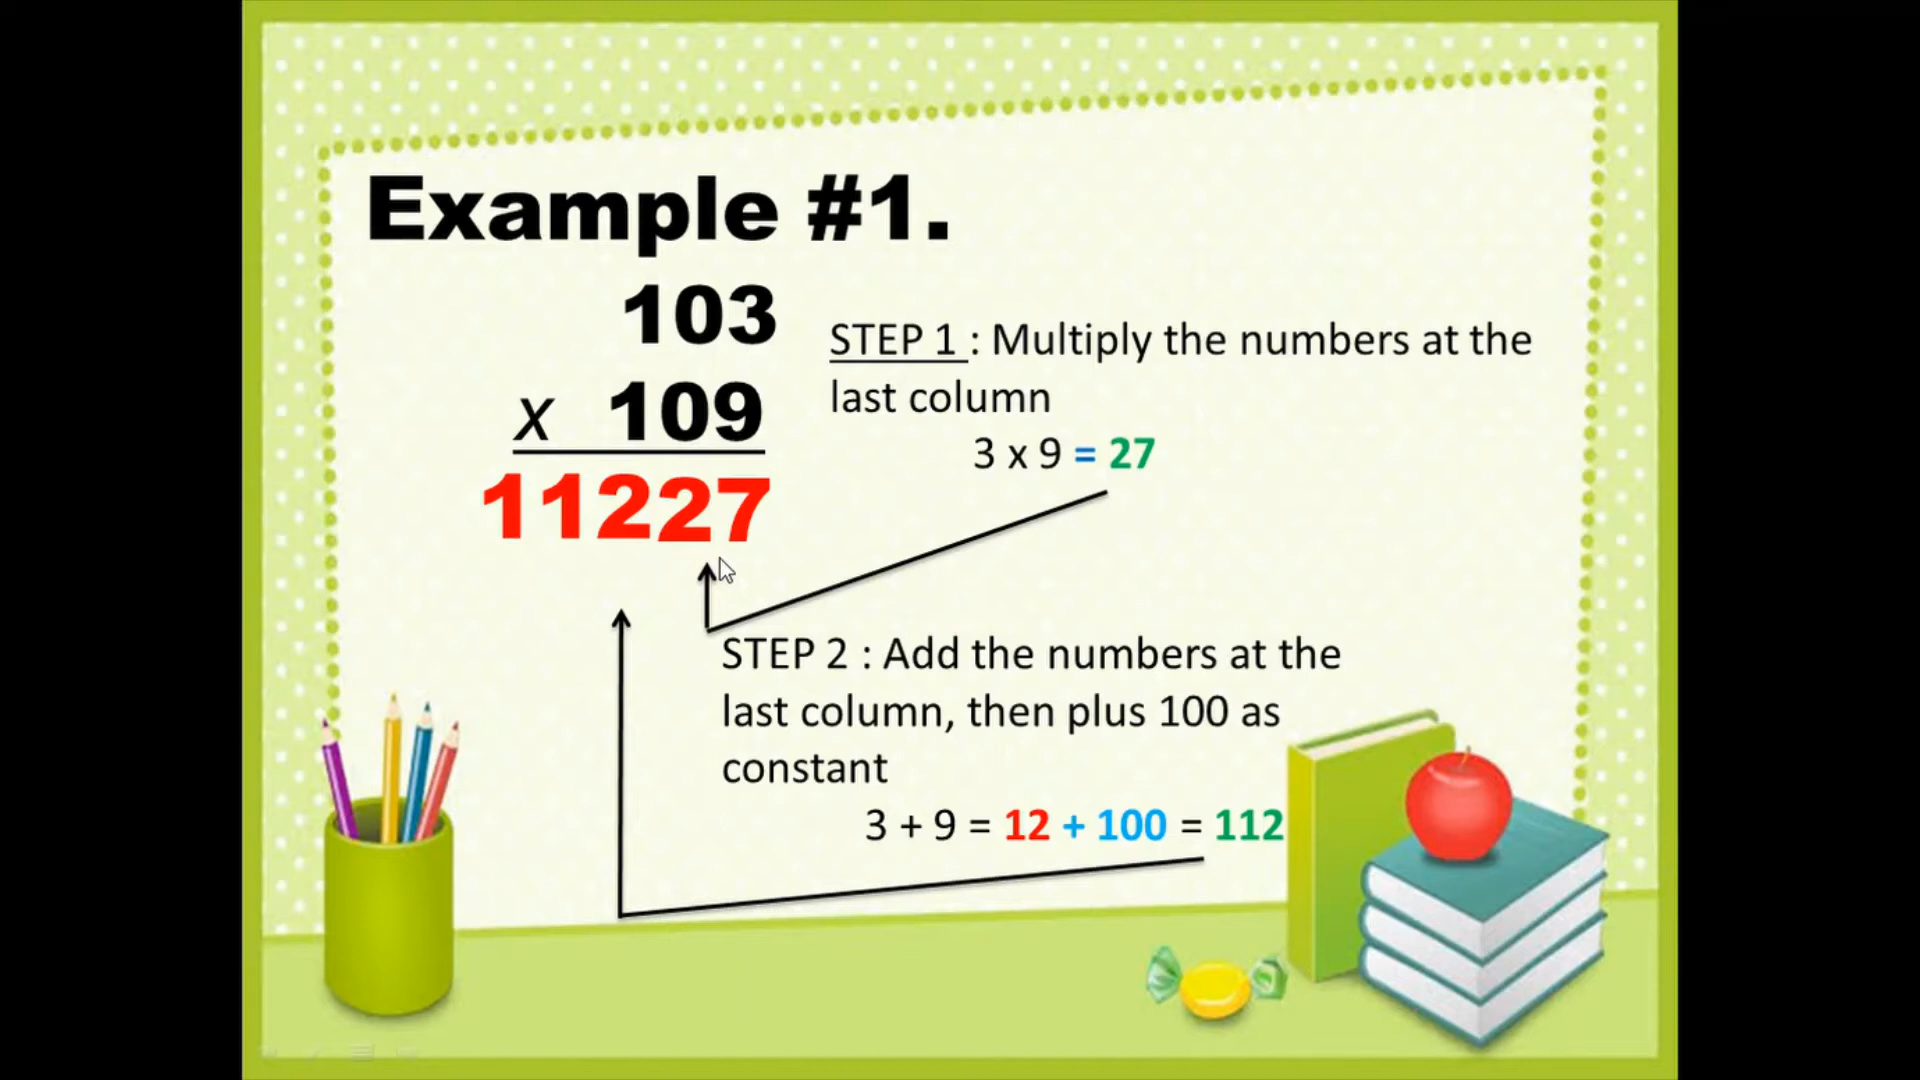 Example #1.
103
x 109
11227
STEP 1 : Multiply the numbers at the
last column
3 x 9 = 27
STEP 2 : Add the numbers at the
last column, then plus 100 as
constant
3 + 9 = 12 + 100 = 112